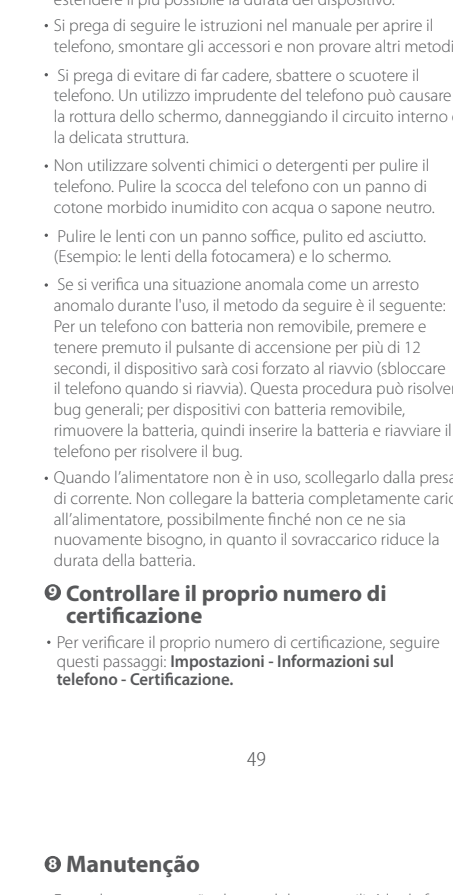 estendere il più possibile la durata del dispositivo.
• Si prega di seguire le istruzioni nel manuale per aprire il
telefono, smontare gli accessori e non provare altri metodi
• Si prega di evitare di far cadere, sbattere o scuotere il
telefono. Un utilizzo imprudente del telefono può causare
la rottura dello schermo, danneggiando il circuito interno
la delicata struttura.
• Non utilizzare solventi chimici o detergenti per pulire il
telefono. Pulire la scocca del telefono con un panno di
cotone morbido inumidito con acqua o sapone neutro.
• Pulire le lenti con un panno soffice, pulito ed asciutto.
(Esempio: le lenti della fotocamera) e lo schermo.
• Se si verifica una situazione anomala come un arresto
anomalo durante l'uso, il metodo da seguire è il seguente:
Per un telefono con batteria non removibile, premere e
tenere premuto il pulsante di accensione per più di 12
secondi, il dispositivo sarà cosi forzato al riavvio (sbloccare
il telefono quando si riavvia). Questa procedura può risolver
bug generali; per dispositivi con batteria removibile,
rimuovere la batteria, quindi inserire la batteria e riavviare il
telefono per risolvere il bug.
• Quando l’alimentatore non è in uso, scollegarlo dalla presa
di corrente. Non collegare la batteria completamente caric
all’alimentatore, possibilmente finché non ce ne sia
nuovamente bisogno, in quanto il sovraccarico riduce la
durata della batteria.
❾ Controllare il proprio numero di
certificazione
• Per verificare il proprio numero di certificazione, seguire
questi passaggi: Impostazioni - Informazioni sul
telefono - Certificazione.
49
❽ Manutenção